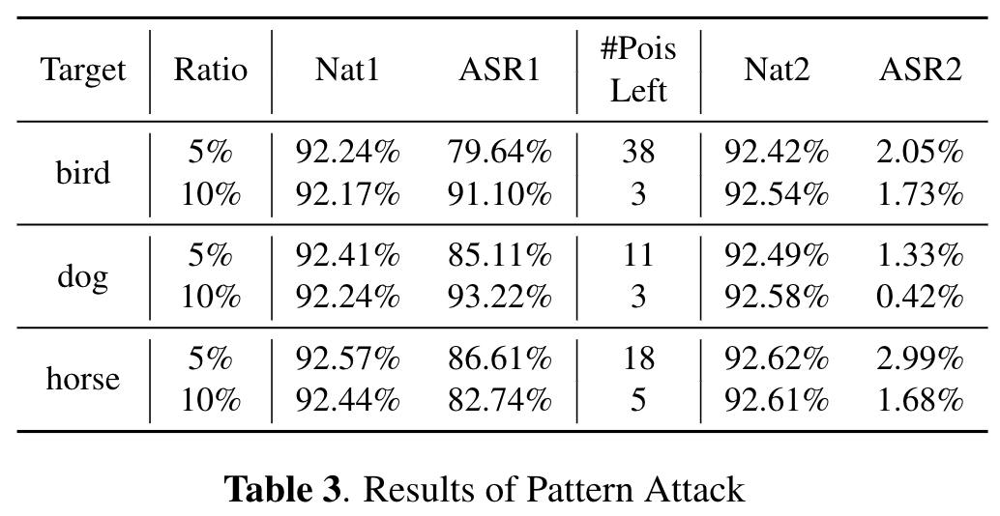 Target Ratio Nat1 ASR1 #Pois Left Nat2 ASR2
bird 5% 92.24% 79.64% 38 92.42% 2.05%
10% 92.17% 91.10% 3 92.54% 1.73%
dog 5% 92.41% 85.11% 11 92.49% 1.33%
10% 92.24% 93.22% 3 92.58% 0.42%
horse 5% 92.57% 86.61% 18 92.62% 2.99%
10% 92.44% 82.74% 5 92.61% 1.68%
Table 3. Results of Pattern Attack